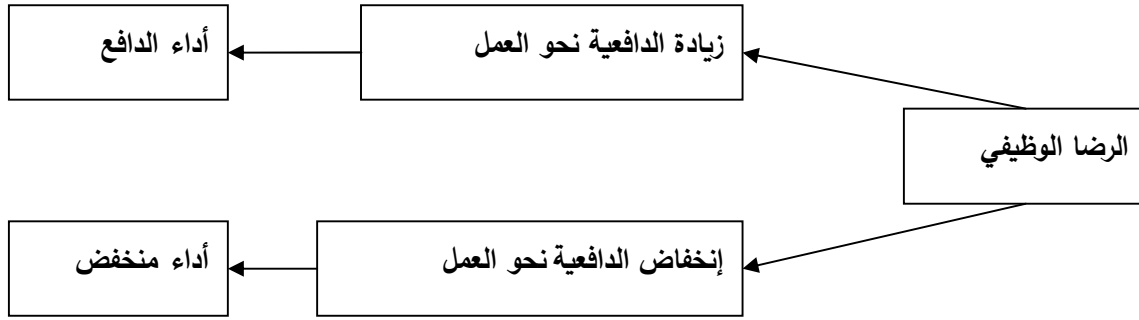 زيادة الدافعية نحو العمل
أداء الدافع
الرضا الوظيفي
إنخفاض الدافعية نحو العمل
أداء منخفض